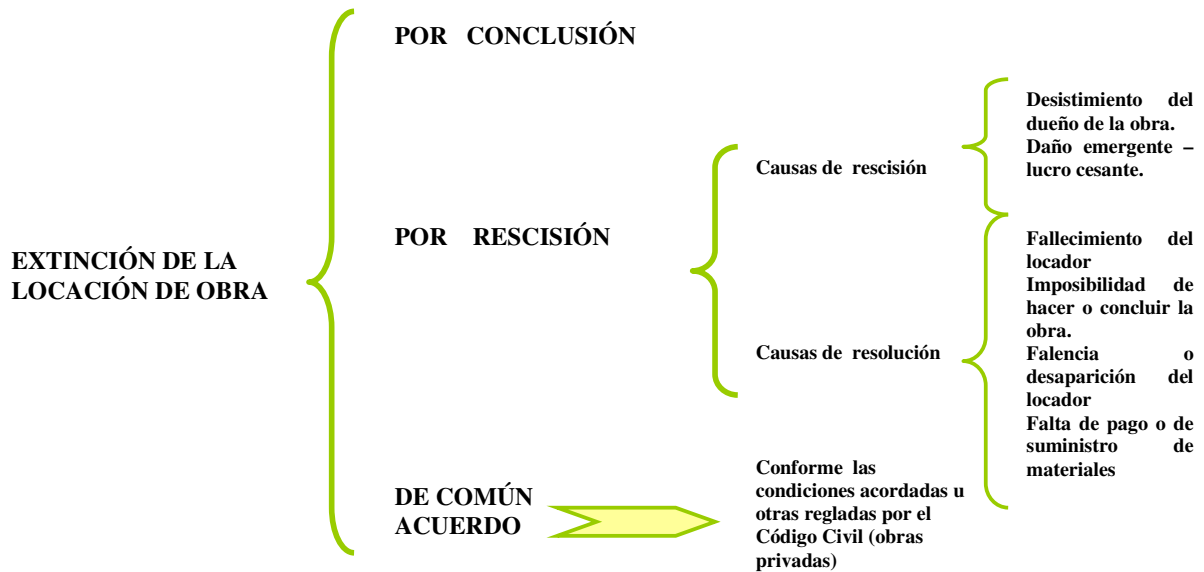 POR CONCLUSIÓN
Desistimiento del
dueño de la obra.
Daño emergente –
lucro cesante.
Causas de rescisión
POR RESCISIÓN
EXTINCIÓN DE LA
LOCACIÓN DE OBRA
Fallecimiento del
locador
Imposibilidad de
hacer o concluir la
obra.
Falencia o
desaparición del
locador
Falta de pago o de
suministro de
materiales
Causas de resolución
DE COMÚN
ACUERDO
Conforme las
condiciones acordadas u
otras regladas por el
Código Civil (obras
privadas)